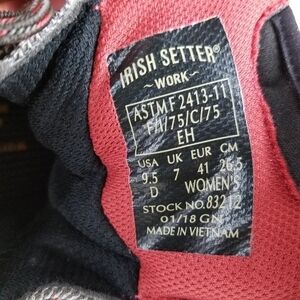 IRISH SETTER®
WORK
ASTM F 2413-11
F/I/75/C/75
EH
USA UK EUR CM
9.5 7 41 26.5
D WOMEN'S
STOCK NO. 83212
01/18 GN
MADE IN VIETNAM